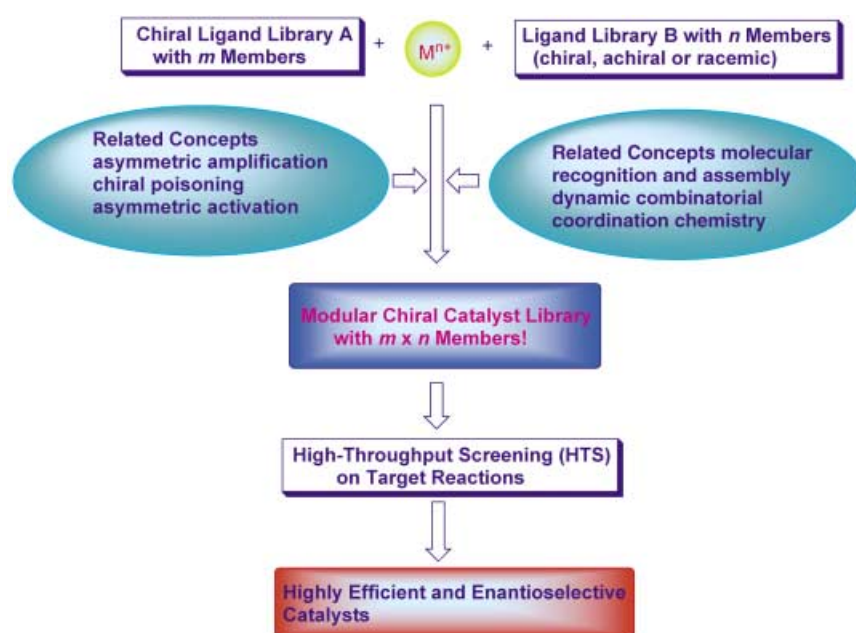 Chiral Ligand Library A
with m Members
+
Mⁿ⁺
+
Ligand Library B with n Members
(chiral, achiral or racemic)
Related Concepts
asymmetric amplification
chiral poisoning
asymmetric activation
Related Concepts molecular
recognition and assembly
dynamic combinatorial
coordination chemistry
Modular Chiral Catalyst Library
with m x n Members!
High-Throughput Screening (HTS)
on Target Reactions
Highly Efficient and Enantioselective
Catalysts